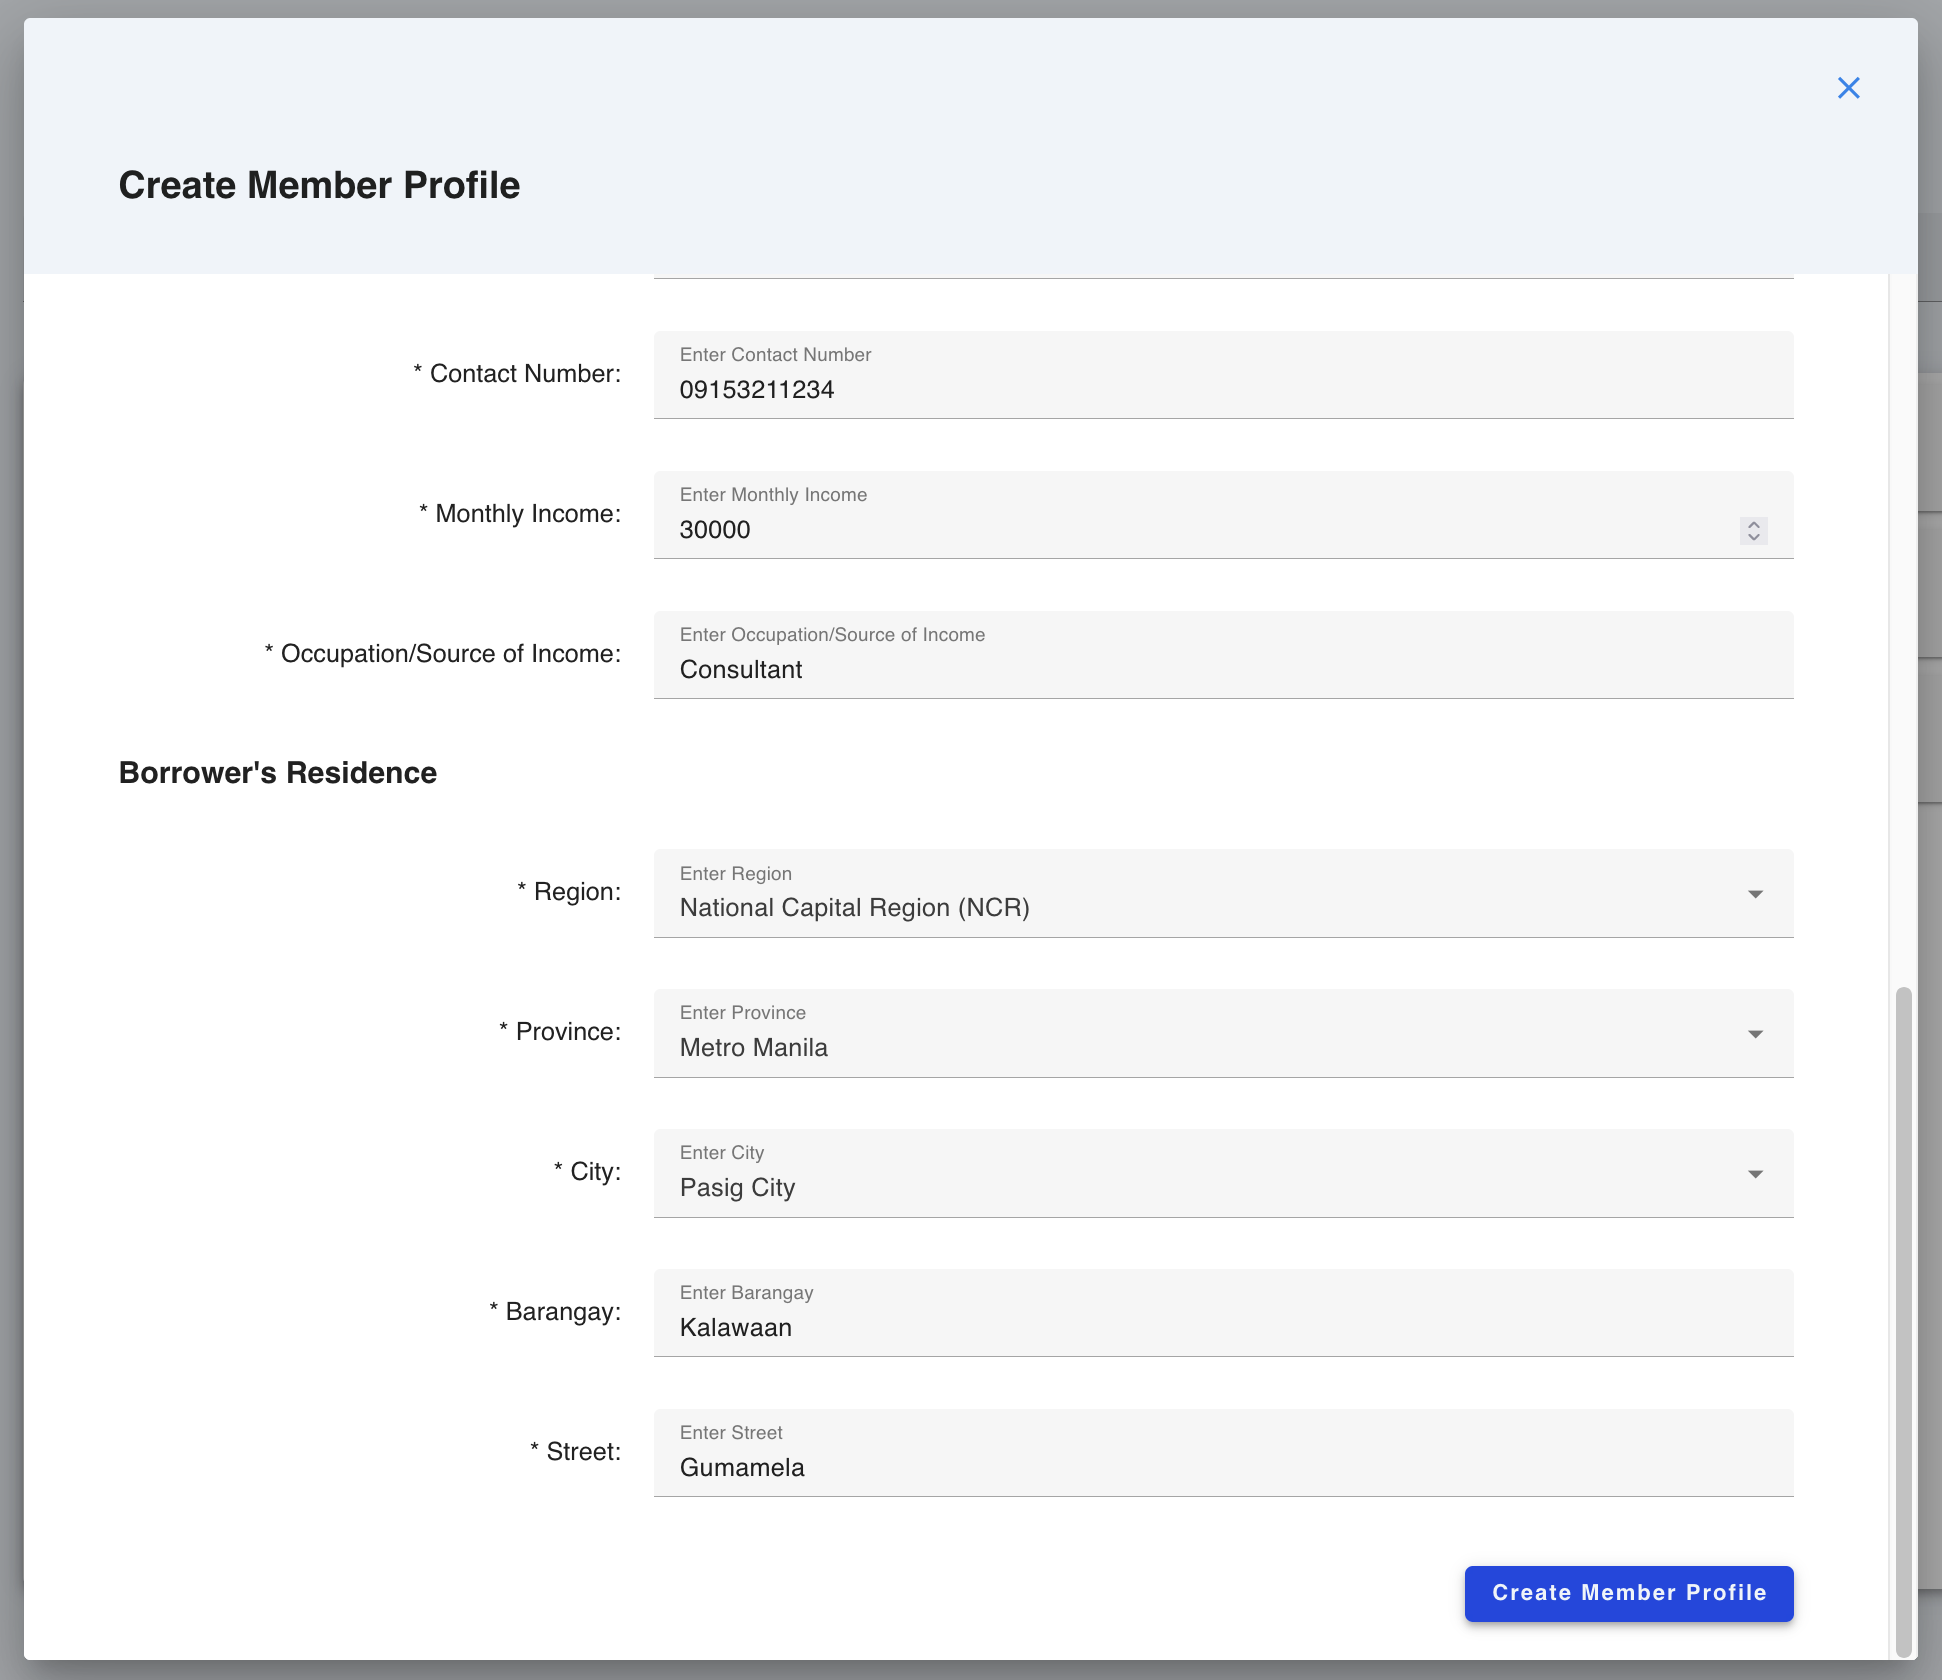 Create Member Profile
* Contact Number:
Enter Contact Number
09153211234
* Monthly Income:
Enter Monthly Income
30000
* Occupation/Source of Income:
Enter Occupation/Source of Income
Consultant
Borrower's Residence
* Region:
Enter Region
National Capital Region (NCR)
* Province:
Enter Province
Metro Manila
* City:
Enter City
Pasig City
* Barangay:
Enter Barangay
Kalawaan
* Street:
Enter Street
Gumamela
Create Member Profile